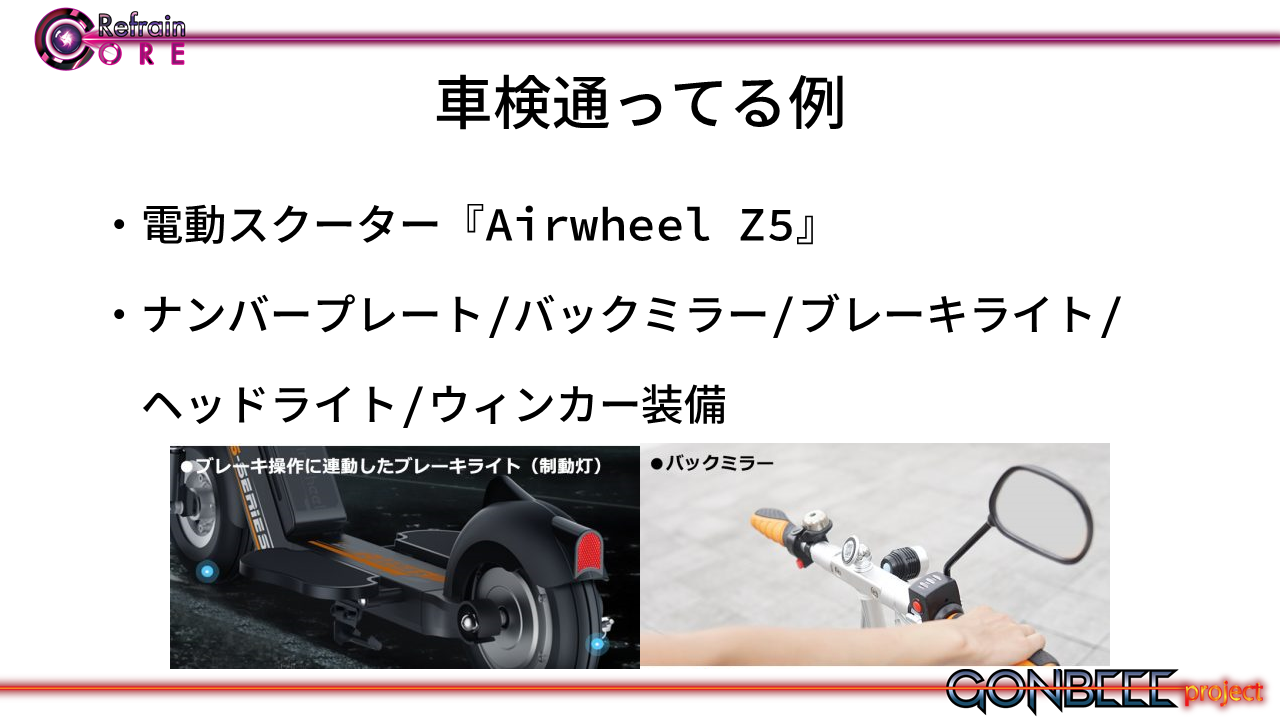 Refrain
CORE
車検通ってる例
・電動スクーター『Airwheel Z5』
・ナンバープレート/バックミラー/ブレーキライト/
ヘッドライト/ウィンカー装備
●ブレーキ操作に連動したブレーキライト（制動灯）
●バックミラー
SERIES
GONBEEE project